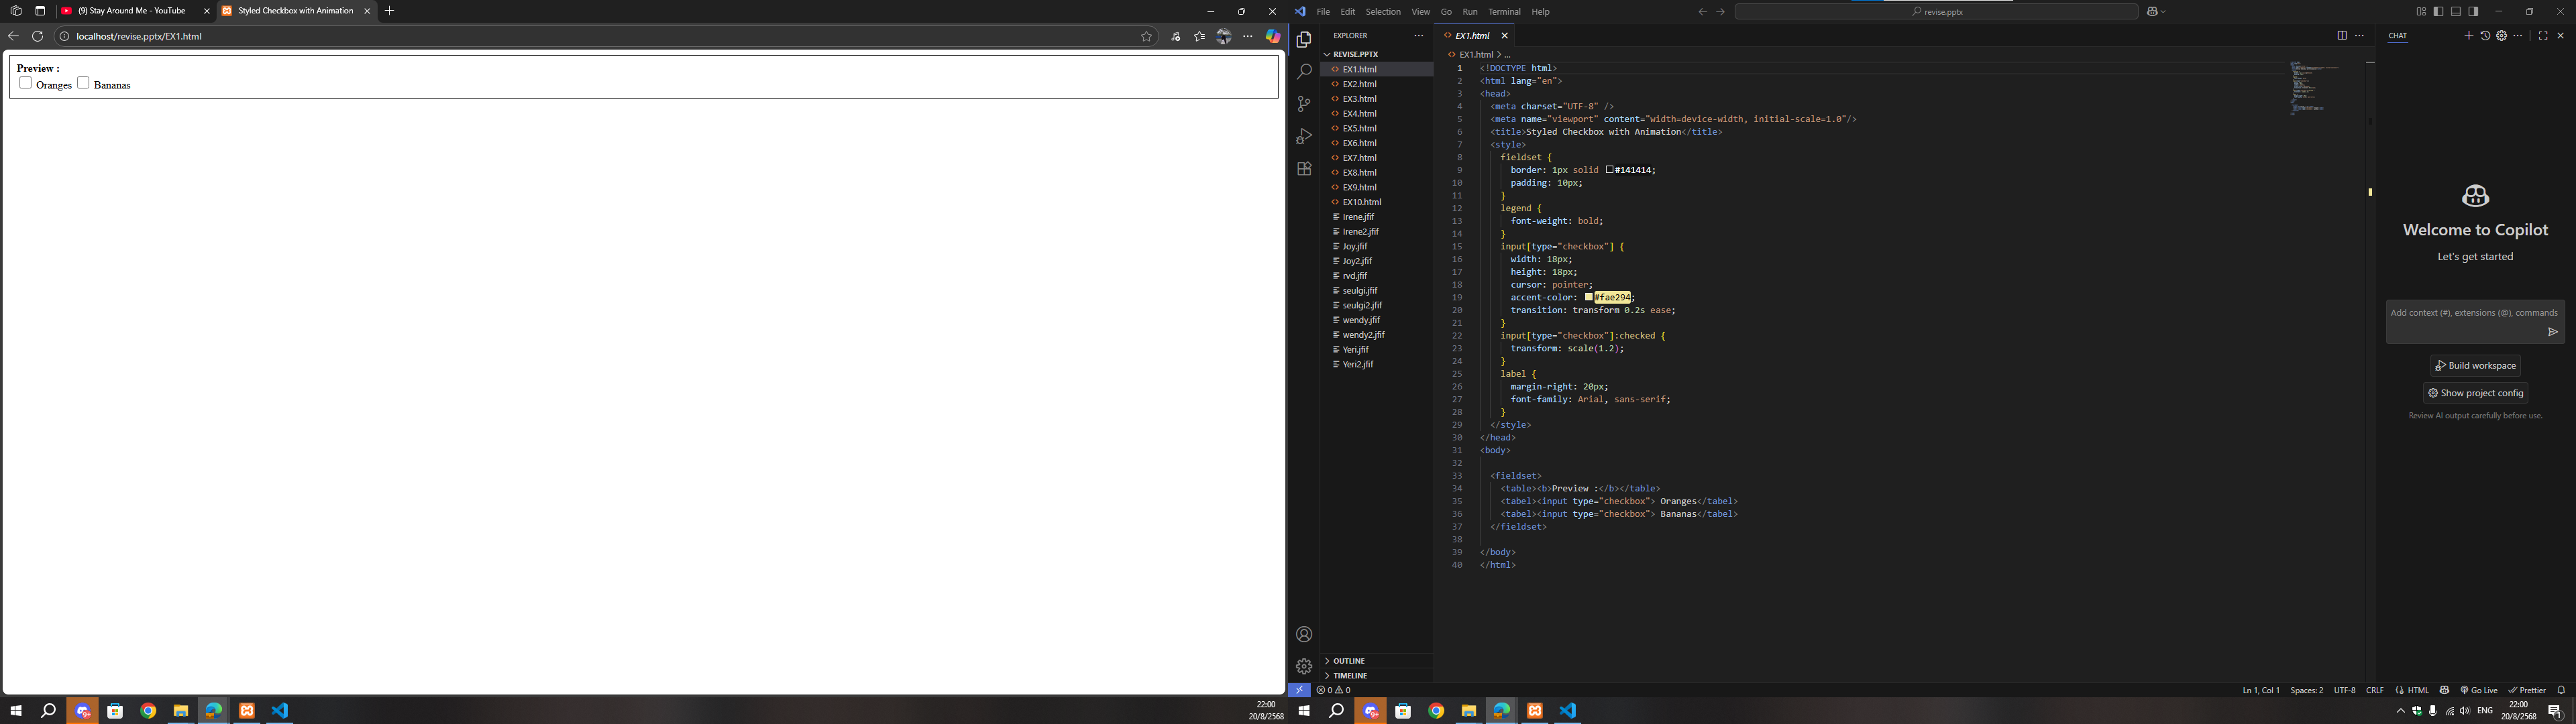 (9) Stay Around Me - YouTube
Styled Checkbox with Animation
localhost/revise.pptx/EX1.html
Preview :
Oranges Bananas
File Edit Selection View Go Run Terminal Help
revise.pptx
EXPLORER
REVISE.PPTX
EX1.html
EX2.html
EX3.html
EX4.html
EX5.html
EX6.html
EX7.html
EX8.html
EX9.html
EX10.html
Irene.jfif
Irene2.jfif
Joy.jfif
Joy2.jfif
rvd.jfif
seulgi.jfif
seulgi2.jfif
wendy.jfif
wendy2.jfif
Yeri.jfif
Yeri2.jfif
OUTLINE
TIMELINE
EX1.html
EX1.html > ...
1 <!DOCTYPE html>
2 <html lang="en">
3 <head>
4 <meta charset="UTF-8" />
5 <meta name="viewport" content="width=device-width, initial-scale=1.0"/>
6 <title>Styled Checkbox with Animation</title>
7 <style>
8 fieldset {
9 border: 1px solid #141414;
10 padding: 10px;
11 }
12 legend {
13 font-weight: bold;
14 }
15 input[type="checkbox"] {
16 width: 18px;
17 height: 18px;
18 cursor: pointer;
19 accent-color: #fae294;
20 transition: transform 0.2s ease;
21 }
22 input[type="checkbox"]:checked {
23 transform: scale(1.2);
24 }
25 label {
26 margin-right: 20px;
27 font-family: Arial, sans-serif;
28 }
29 </style>
30 </head>
31 <body>
32
33 <fieldset>
34 <table><b>Preview :</b></table>
35 <tabel><input type="checkbox"> Oranges</tabel>
36 <tabel><input type="checkbox"> Bananas</tabel>
37 </fieldset>
38
39 </body>
40 </html>
CHAT
Welcome to Copilot
Let's get started
Add context (#), extensions (@), commands
Build workspace
Show project config
Review AI output carefully before use.
0 0
Ln 1, Col 1 Spaces: 2 UTF-8 CRLF HTML Go Live Prettier
22:00
20/8/2568
ENG
22:00
20/8/2568